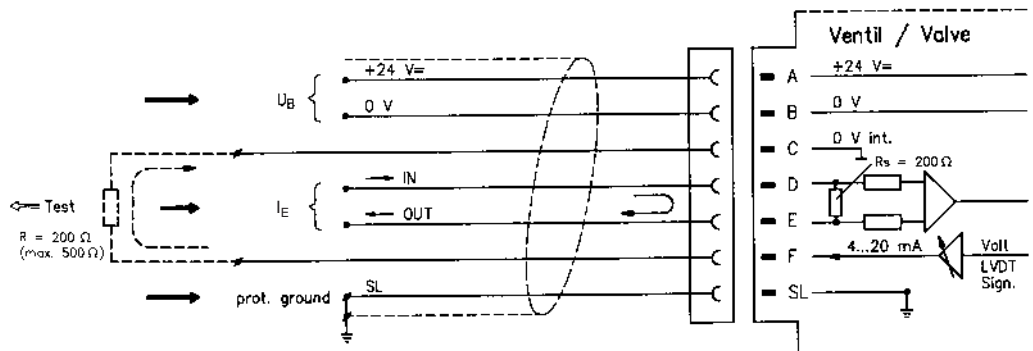 Ventil / Valve
+24 V=
U_B
0 V
A +24 V=
B 0 V
C 0 V int.
Rs = 200 Ω
IN
D
I_E
OUT
E
Test
R = 200 Ω
(max. 500Ω)
F 4...20 mA
Voll
LVDT
Sign.
prot. ground
SL
SL